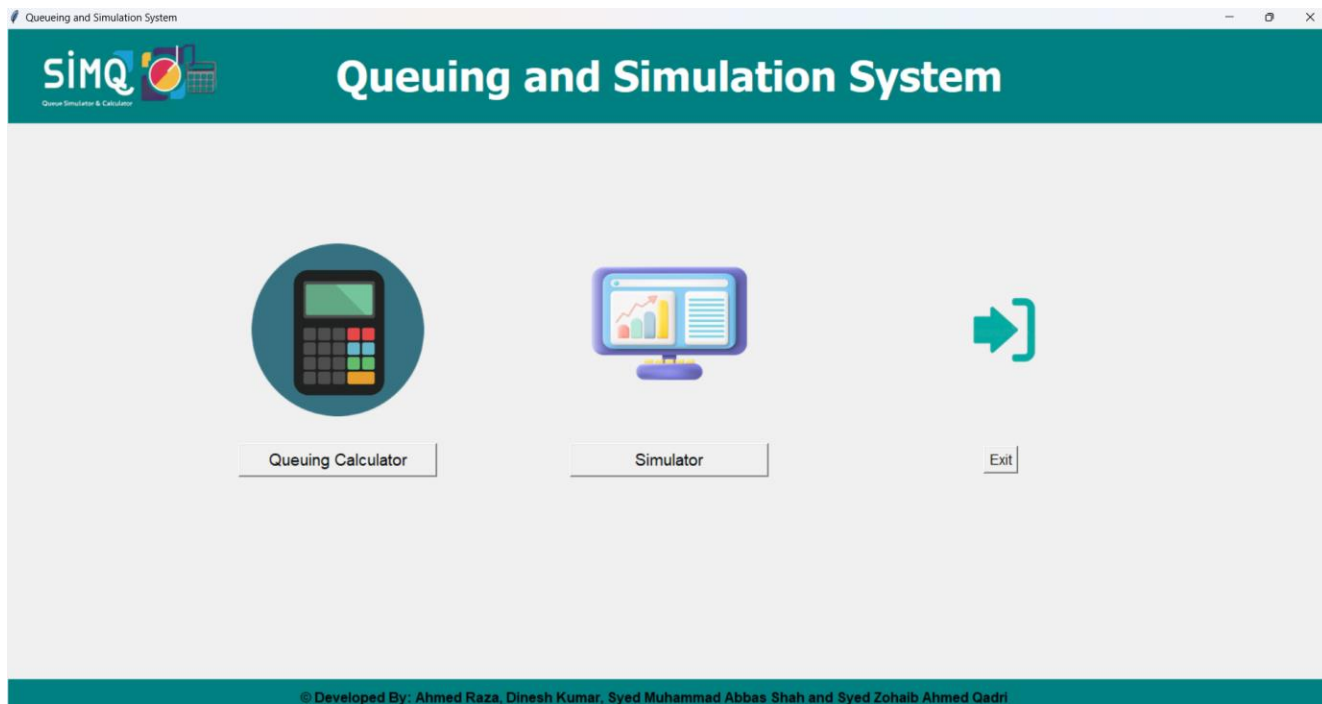 Queueing and Simulation System
SiMQ
Queue Simulator & Calculator
Queuing and Simulation System
Queuing Calculator
Simulator
Exit
© Developed By: Ahmed Raza, Dinesh Kumar, Syed Muhammad Abbas Shah and Syed Zohaib Ahmed Qadri